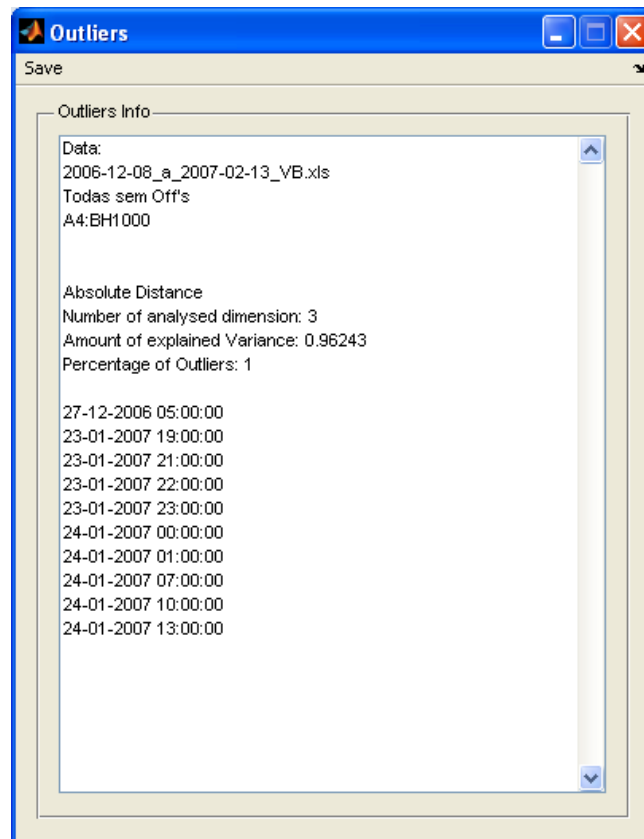 Outliers
Save
Outliers Info
Data:
2006-12-08_a_2007-02-13_VB.xls
Todas sem Off's
A4:BH1000
Absolute Distance
Number of analysed dimension: 3
Amount of explained Variance: 0.96243
Percentage of Outliers: 1
27-12-2006 05:00:00
23-01-2007 19:00:00
23-01-2007 21:00:00
23-01-2007 22:00:00
23-01-2007 23:00:00
24-01-2007 00:00:00
24-01-2007 01:00:00
24-01-2007 07:00:00
24-01-2007 10:00:00
24-01-2007 13:00:00